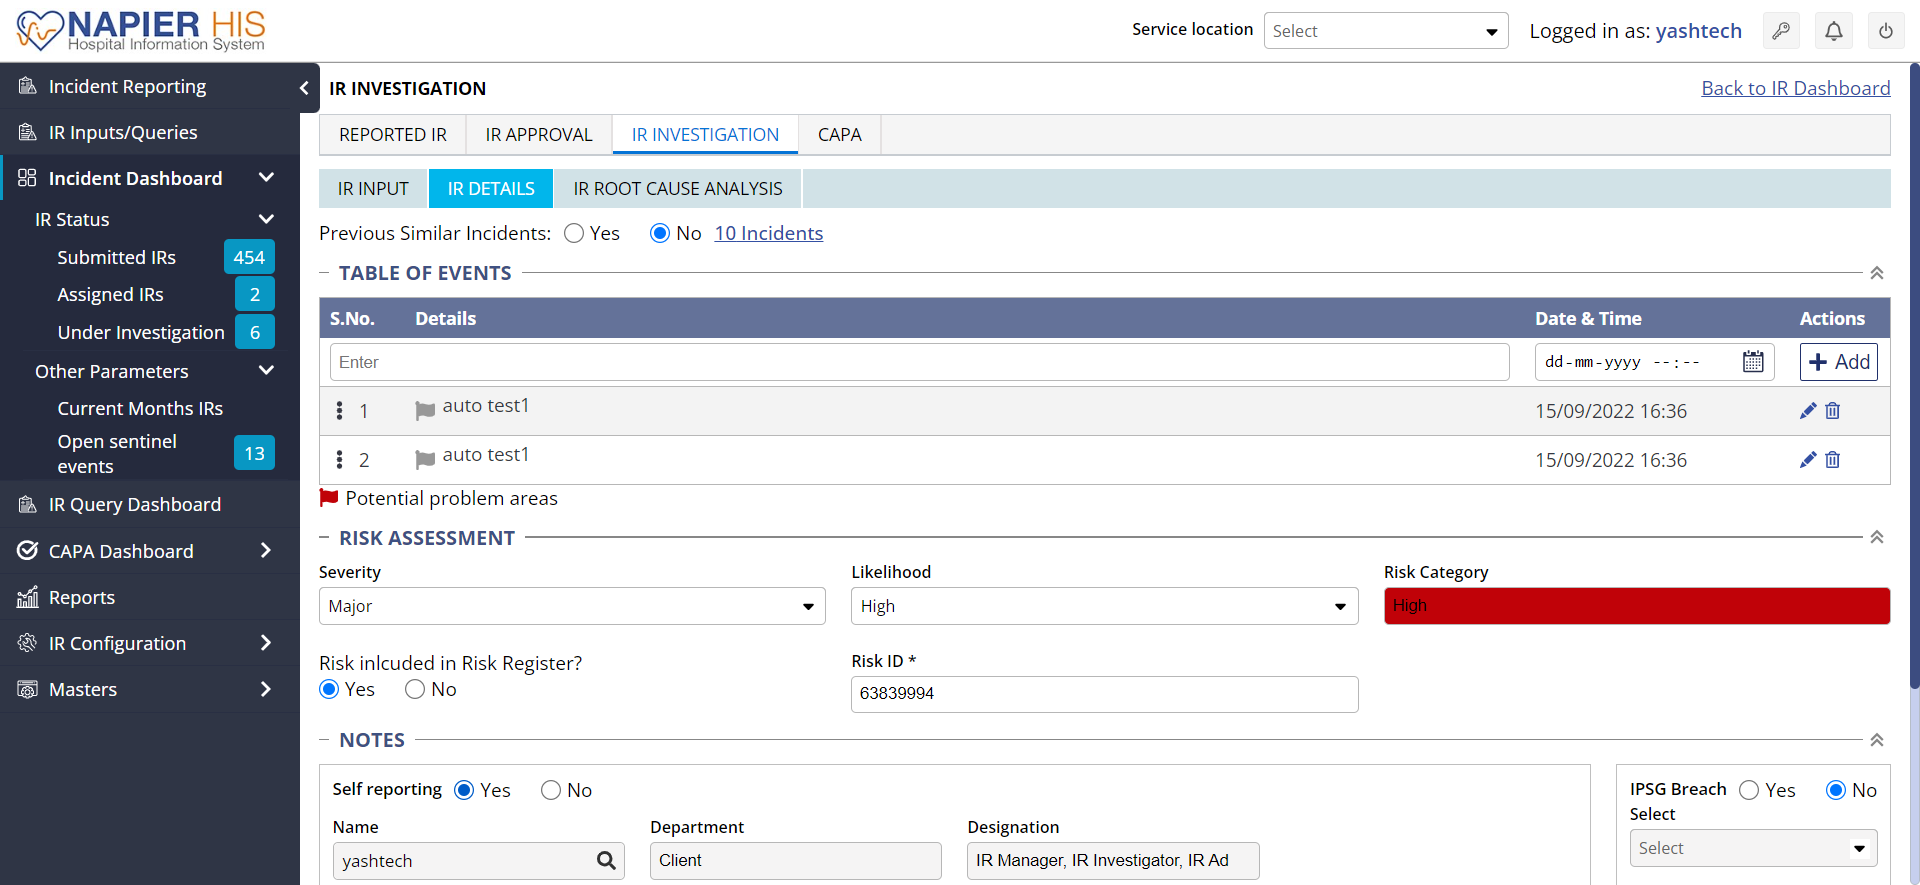 NAPIER HIS
Hospital Information System
Service location
Select
Logged in as: yashtech
Incident Reporting
IR Inputs/Queries
Incident Dashboard
IR Status
Submitted IRs 454
Assigned IRs 2
Under Investigation 6
Other Parameters
Current Months IRs
Open sentinel
events 13
IR Query Dashboard
CAPA Dashboard
Reports
IR Configuration
Masters
IR INVESTIGATION
Back to IR Dashboard
REPORTED IR IR APPROVAL IR INVESTIGATION CAPA
IR INPUT IR DETAILS IR ROOT CAUSE ANALYSIS
Previous Similar Incidents: Yes No 10 Incidents
TABLE OF EVENTS
S.No. Details Date & Time Actions
Enter dd-mm-yyyy --:-- Add
1 auto test1 15/09/2022 16:36
2 auto test1 15/09/2022 16:36
Potential problem areas
RISK ASSESSMENT
Severity Likelihood Risk Category
Major High High
Risk inlcuded in Risk Register? Risk ID *
Yes No 63839994
NOTES
Self reporting Yes No
Name Department Designation
yashtech Client IR Manager, IR Investigator, IR Ad
IPSG Breach Yes No
Select
Select